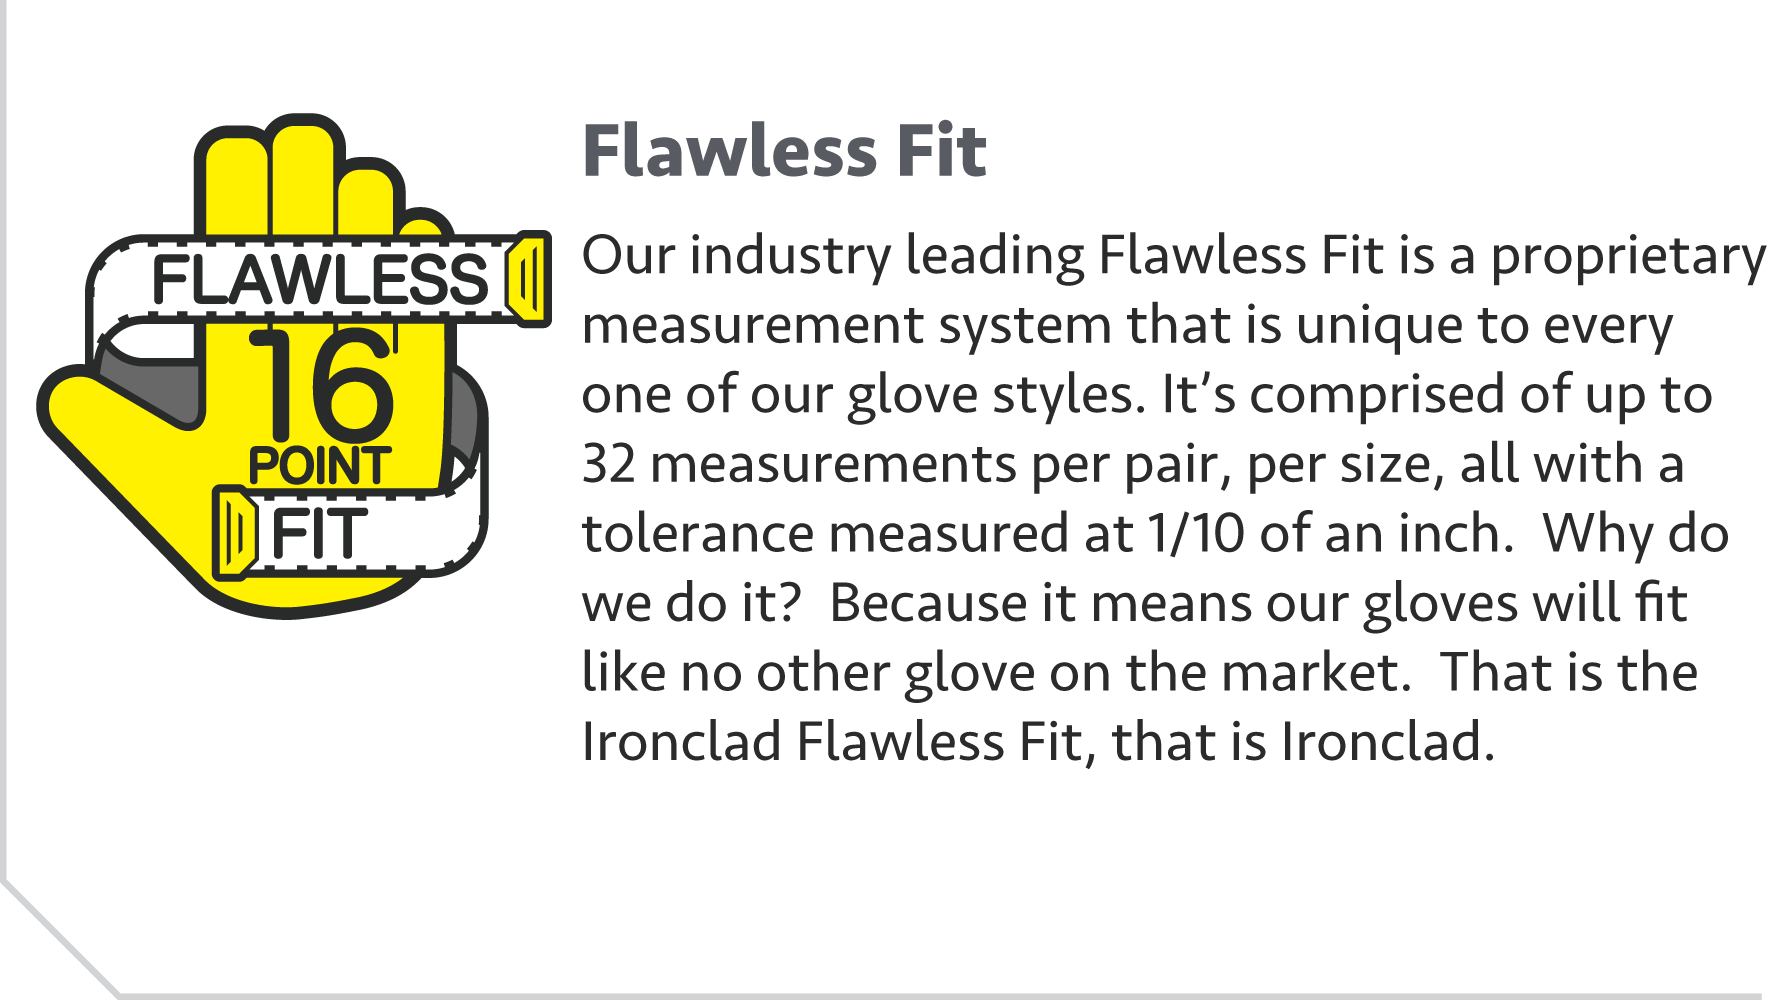 FLAWLESS
16
POINT
FIT
Flawless Fit
Our industry leading Flawless Fit is a proprietary
measurement system that is unique to every
one of our glove styles. It’s comprised of up to
32 measurements per pair, per size, all with a
tolerance measured at 1/10 of an inch.  Why do
we do it?  Because it means our gloves will fit
like no other glove on the market.  That is the
Ironclad Flawless Fit, that is Ironclad.